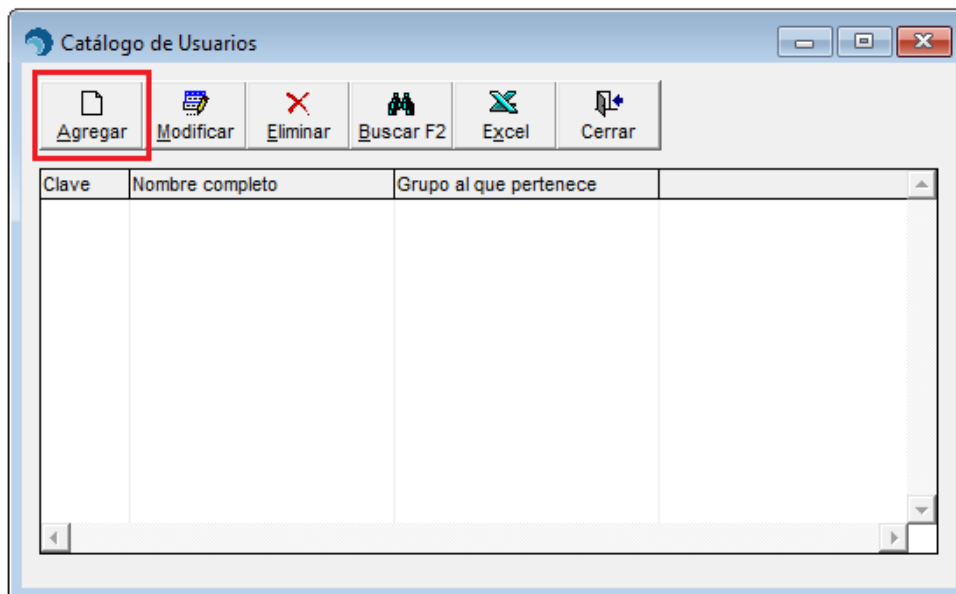 Catálogo de Usuarios
Agregar Modificar Eliminar Buscar F2 Excel Cerrar
Clave Nombre completo Grupo al que pertenece